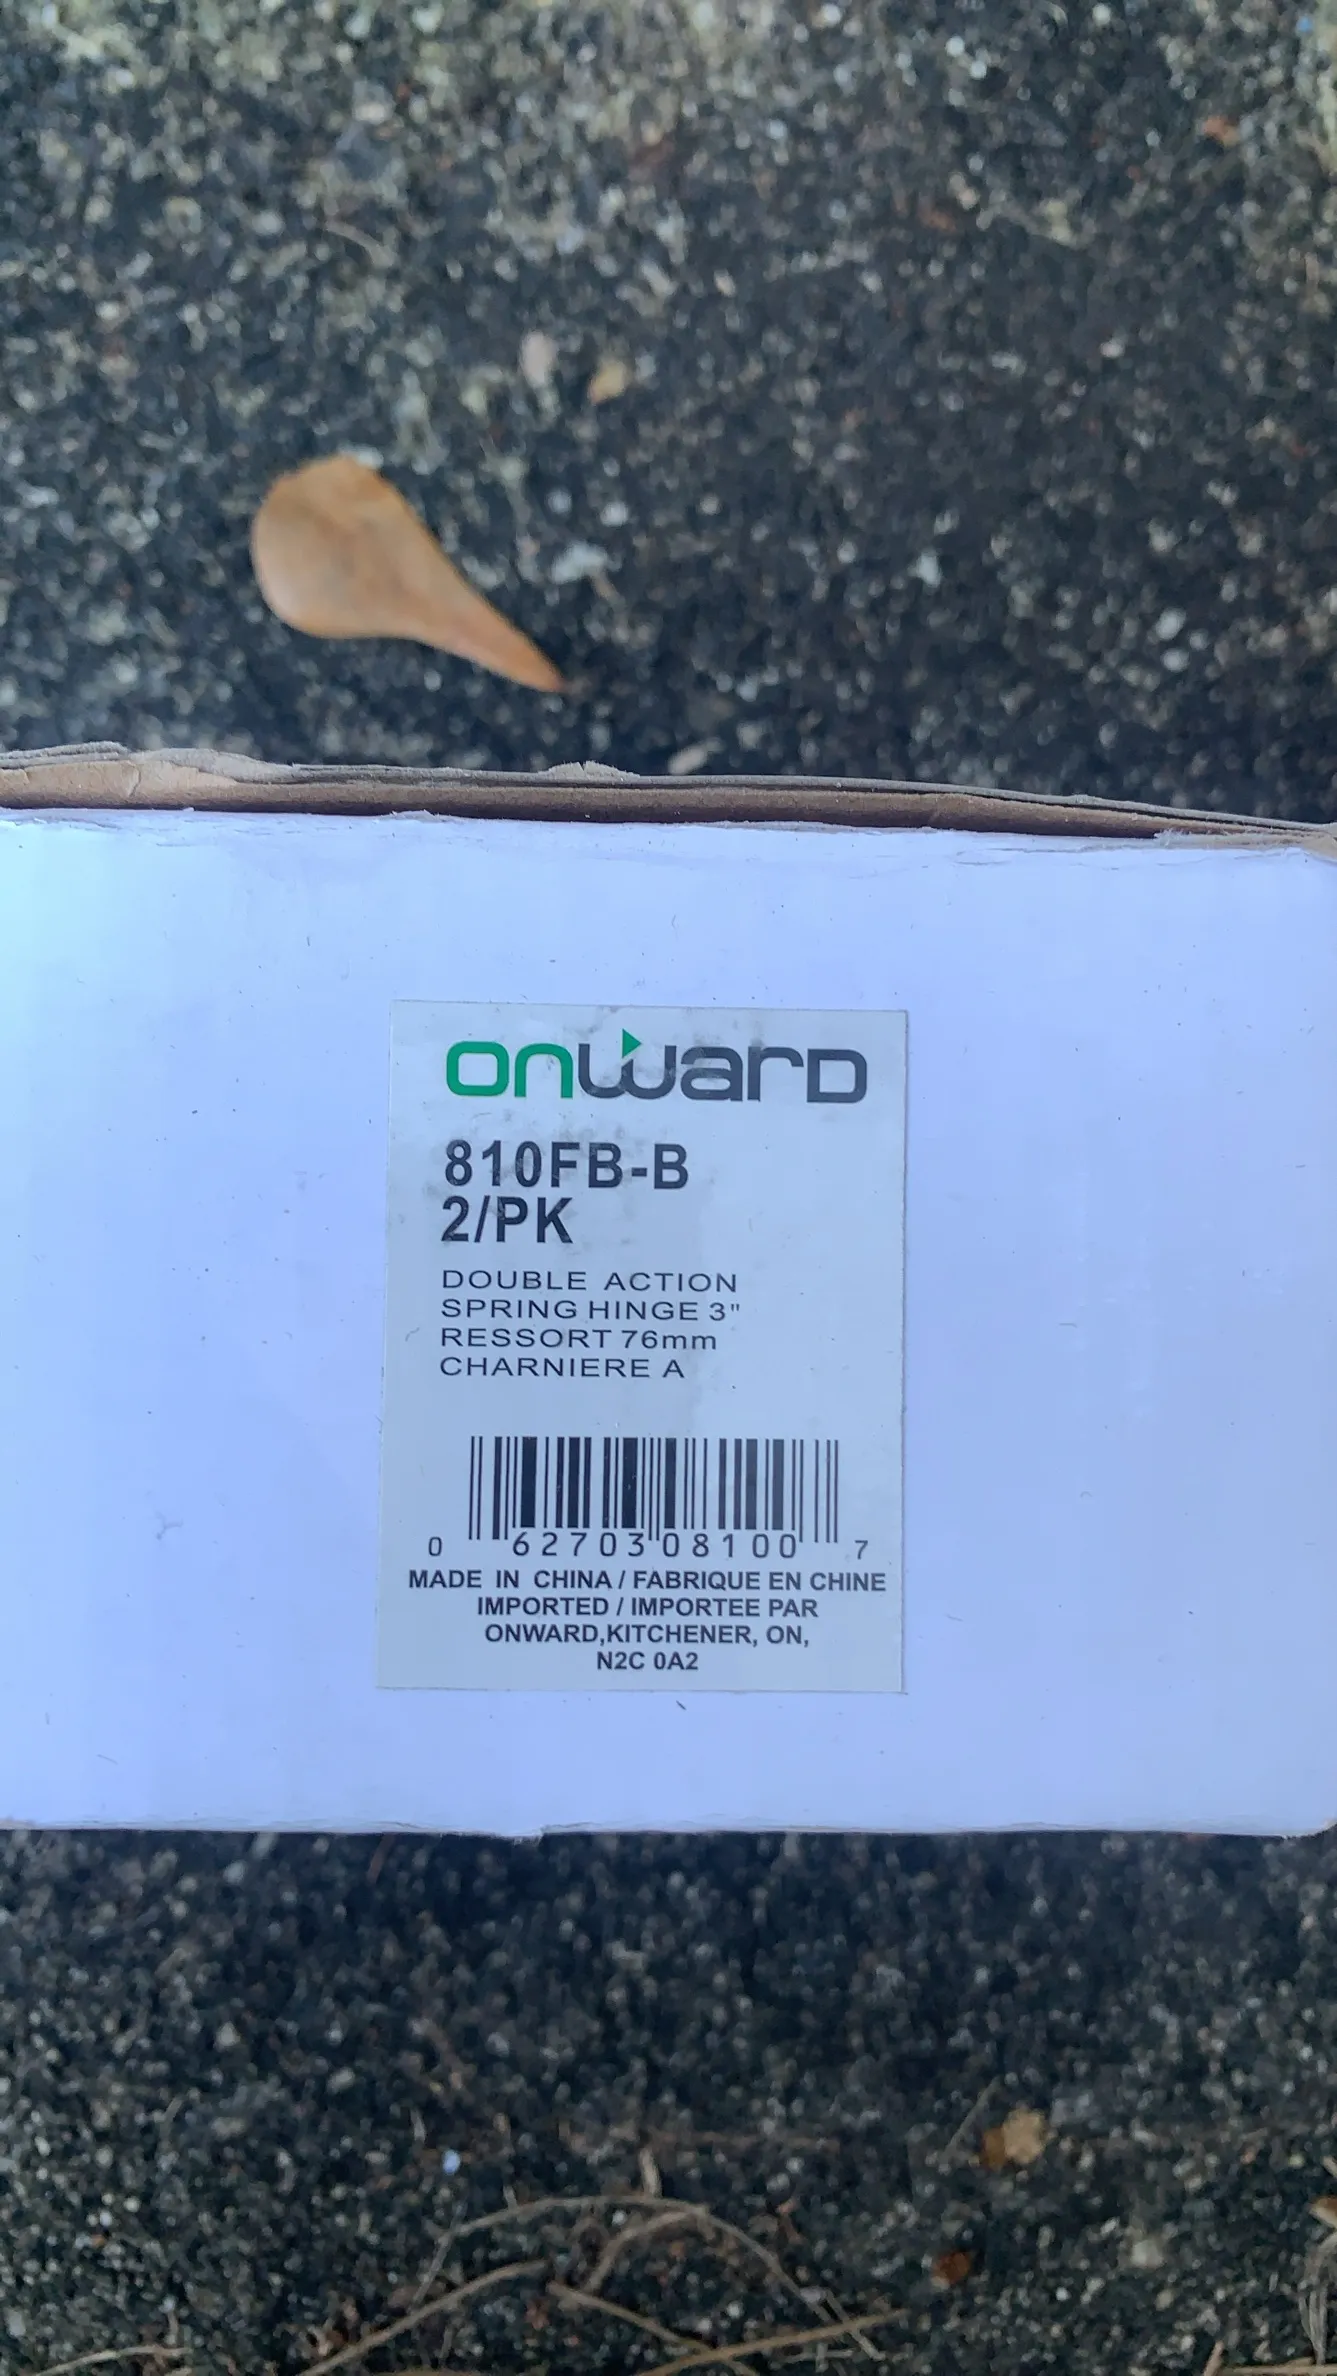 onward
810FB-B
2/PK
DOUBLE ACTION
SPRING HINGE 3"
RESSORT 76mm
CHARNIERE A
0 62703 08100 7
MADE IN CHINA / FABRIQUE EN CHINE
IMPORTED / IMPORTEE PAR
ONWARD,KITCHENER, ON,
N2C 0A2